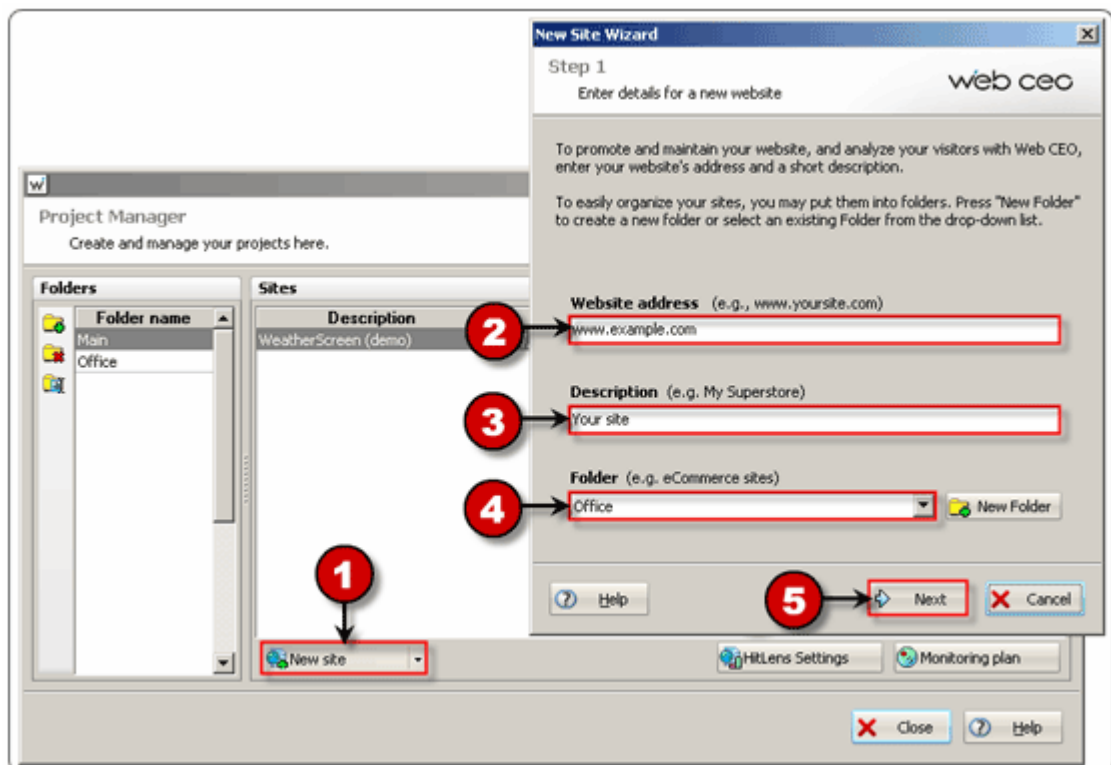 New Site Wizard
Step 1
Enter details for a new website
web ceo
To promote and maintain your website, and analyze your visitors with Web CEO,
enter your website's address and a short description.
To easily organize your sites, you may put them into folders. Press "New Folder"
to create a new folder or select an existing Folder from the drop-down list.
Website address (e.g., www.yoursite.com)
2
www.example.com
Description (e.g. My Superstore)
3
Your site
Folder (e.g. eCommerce sites)
4
Office
New Folder
Help
5
Next
Cancel
w
Project Manager
Create and manage your projects here.
Folders
Folder name
Main
Office
Sites
Description
WeatherScreen (demo)
1
New site
HitLens Settings
Monitoring plan
Close
Help